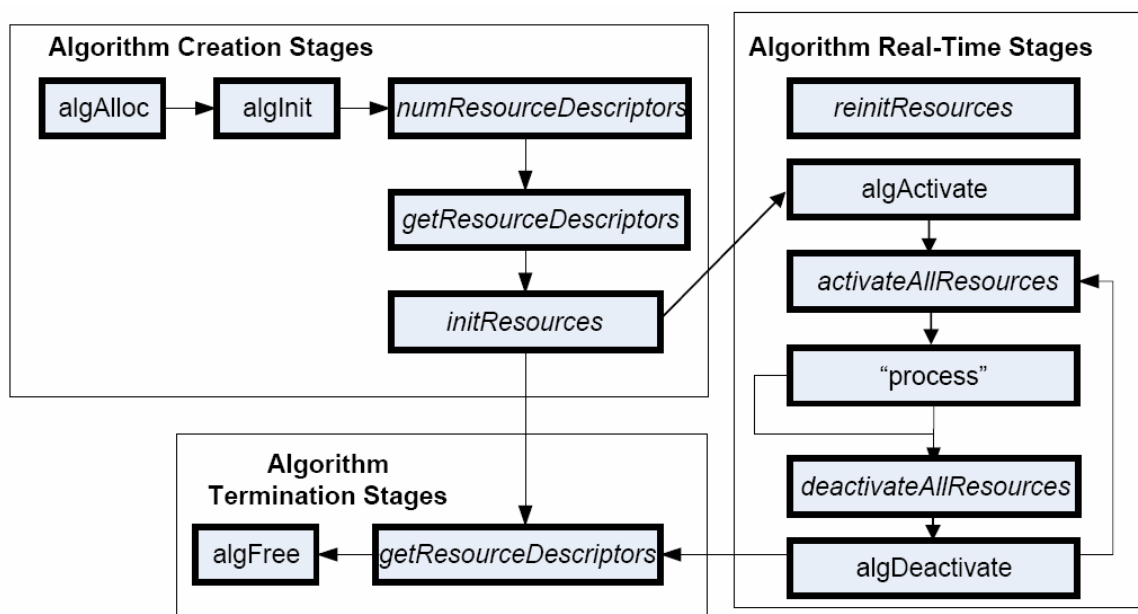 Algorithm Creation Stages
algAlloc
algInit
numResourceDescriptors
getResourceDescriptors
initResources
Algorithm Real-Time Stages
reinitResources
algActivate
activateAllResources
“process”
deactivateAllResources
algDeactivate
Algorithm
Termination Stages
algFree
getResourceDescriptors